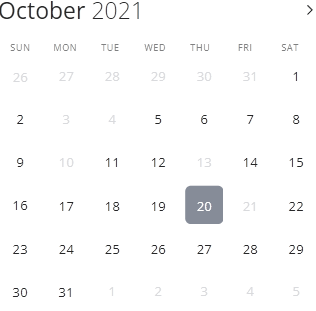 October 2021
SUN MON TUE WED THU FRI SAT
26 27 28 29 30 31 1
2 3 4 5 6 7 8
9 10 11 12 13 14 15
16 17 18 19 20 21 22
23 24 25 26 27 28 29
30 31 1 2 3 4 5